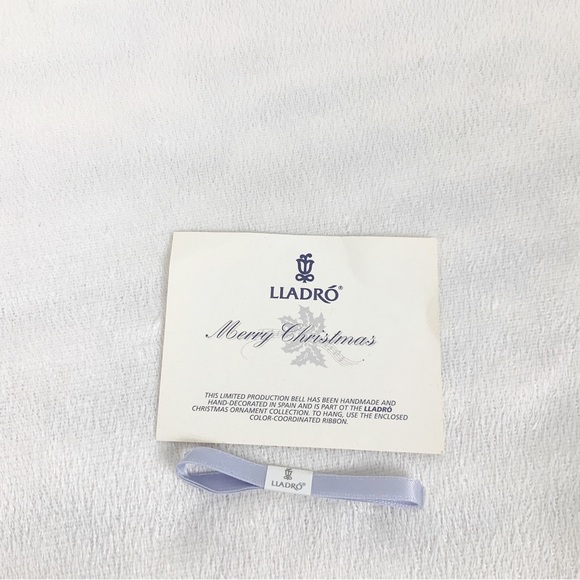 LLADRÓ®
Merry Christmas
THIS LIMITED PRODUCTION BELL HAS BEEN HANDMADE AND
HAND-DECORATED IN SPAIN AND IS PART OT THE LLADRÓ
CHRISTMAS ORNAMENT COLLECTION. TO HANG, USE THE ENCLOSED
COLOR-COORDINATED RIBBON.
LLADRÓ®